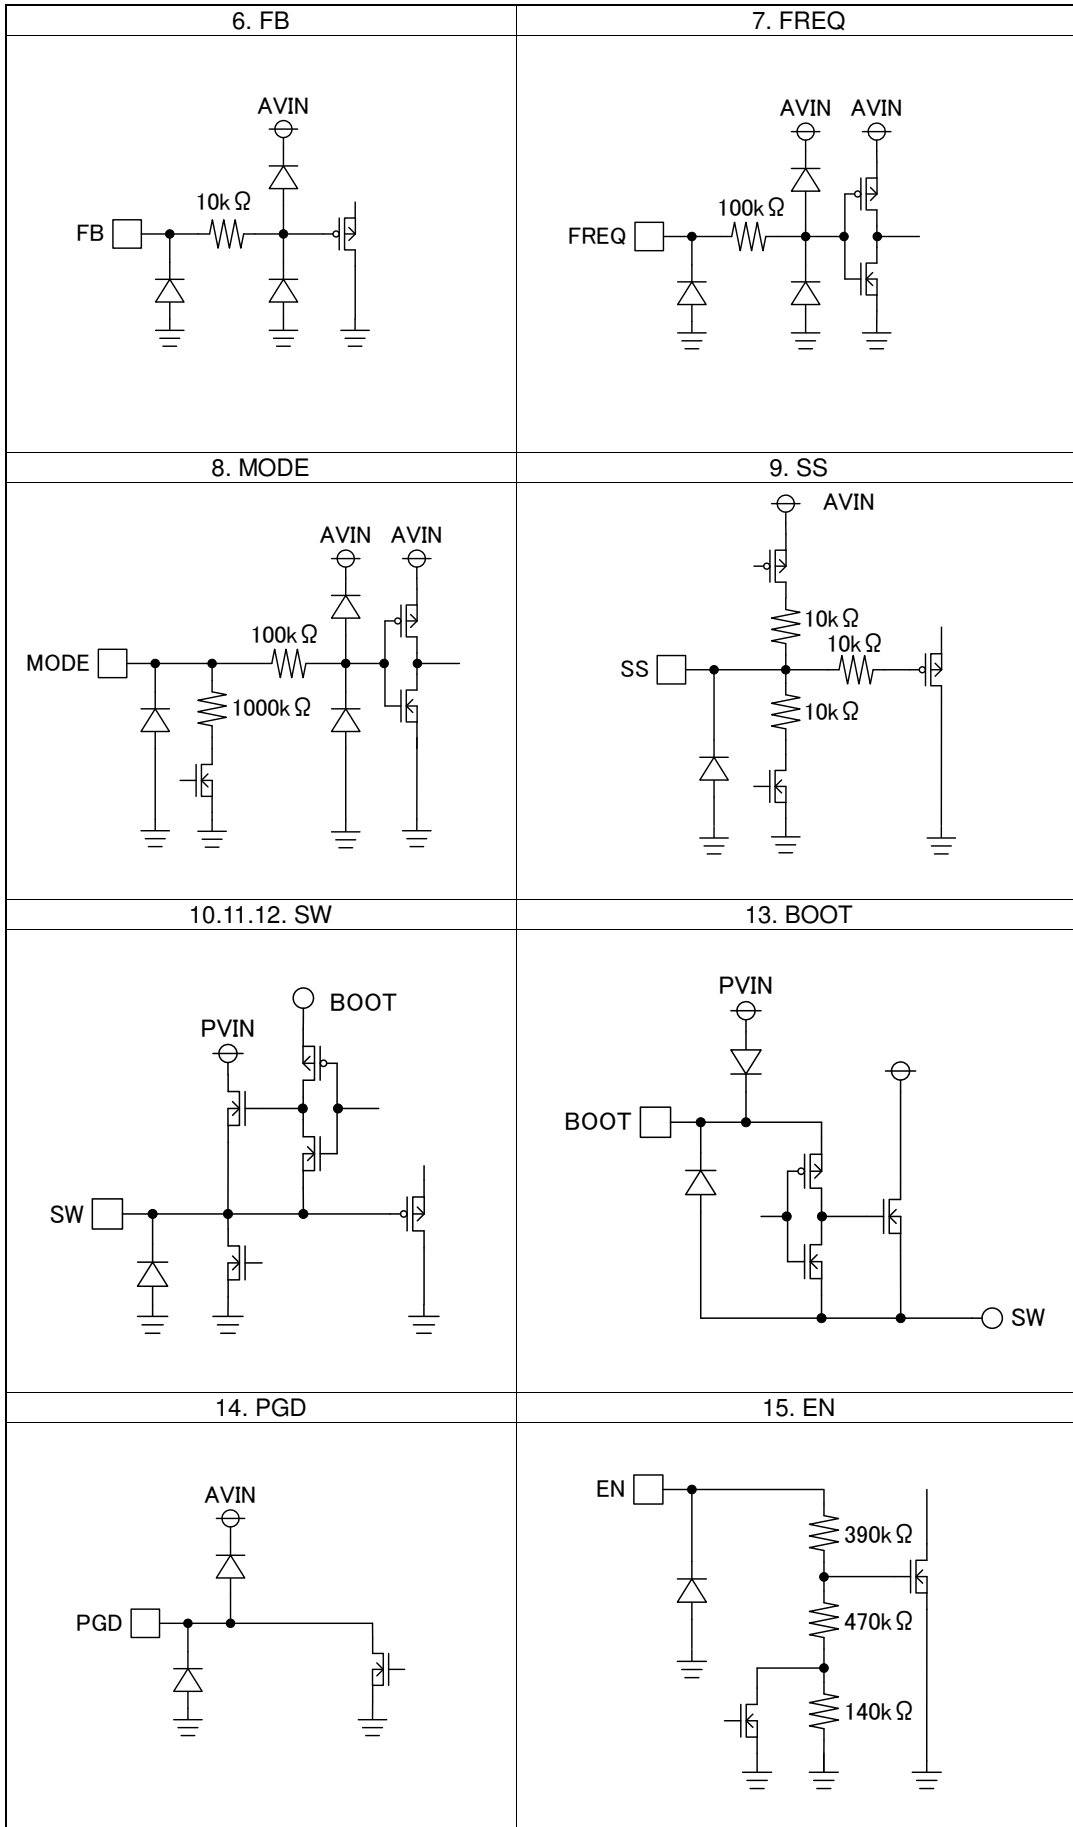 6. FB
7. FREQ
AVIN
10kΩ
FB
AVIN AVIN
100kΩ
FREQ
8. MODE
9. SS
AVIN AVIN
100kΩ
MODE
1000kΩ
AVIN
10kΩ
10kΩ
SS
10kΩ
10.11.12. SW
13. BOOT
BOOT
PVIN
SW
PVIN
BOOT
SW
14. PGD
15. EN
AVIN
PGD
EN
390kΩ
470kΩ
140kΩ